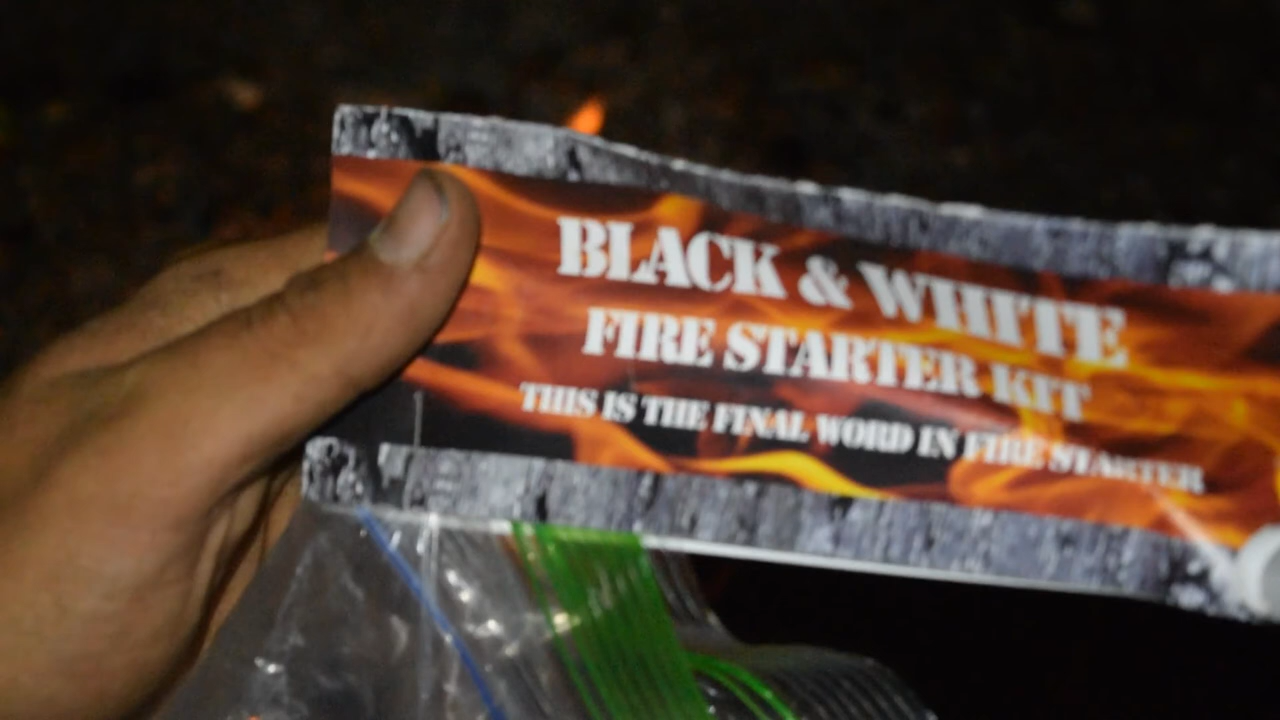 BLACK & WHITE
FIRE STARTER KIT
THIS IS THE FINAL WORD IN FIRE STARTER